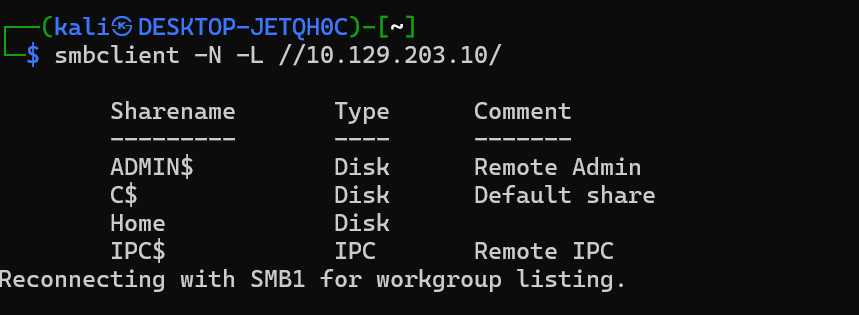 (kali㉿DESKTOP-JETQH0C)-[~]
$ smbclient -N -L //10.129.203.10/
Sharename Type Comment
--------- ---- -------
ADMIN$ Disk Remote Admin
C$ Disk Default share
Home Disk
IPC$ IPC Remote IPC
Reconnecting with SMB1 for workgroup listing.